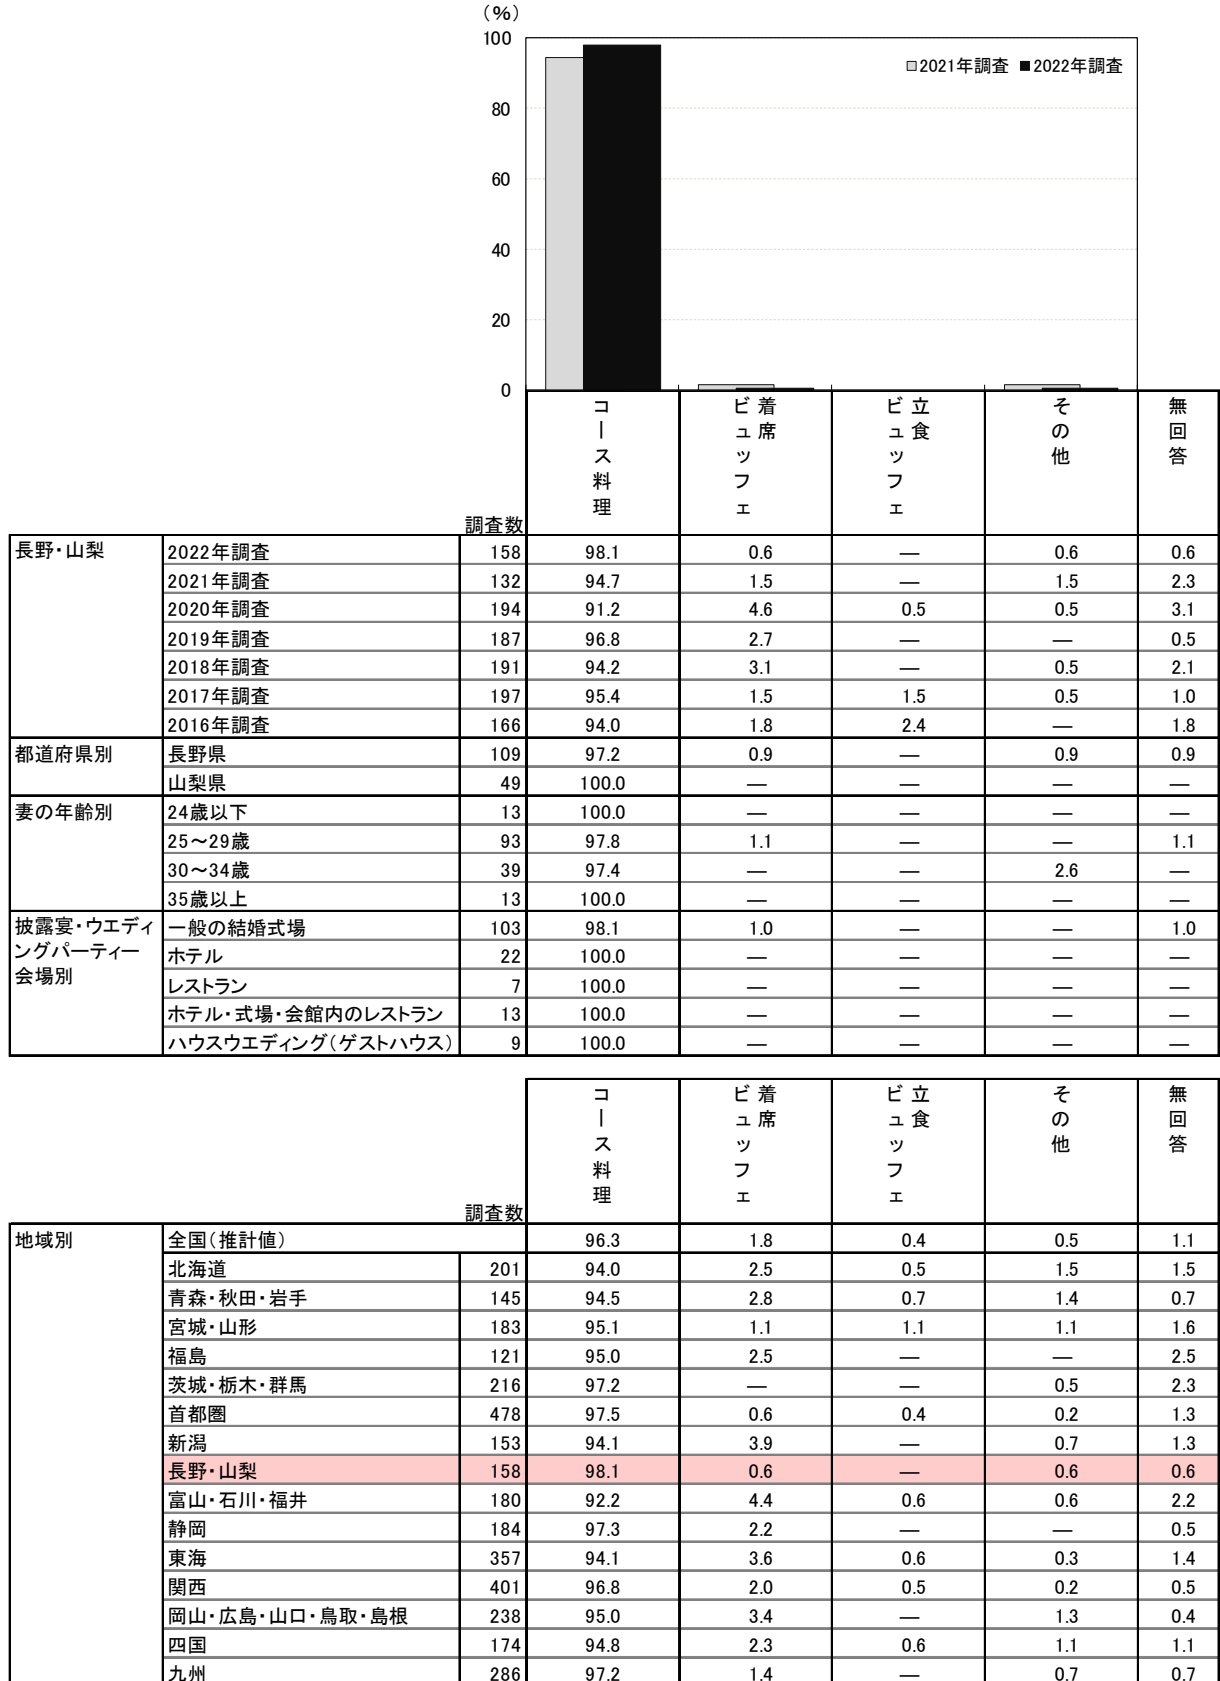 （%）
100
80
60
40
20
0
□2021年調査 ■2022年調査
調査数 コース料理 着席ビュッフェ 立食ビュッフェ その他 無回答
長野・山梨 2022年調査 158 98.1 0.6 ― 0.6 0.6
2021年調査 132 94.7 1.5 ― 1.5 2.3
2020年調査 194 91.2 4.6 0.5 0.5 3.1
2019年調査 187 96.8 2.7 ― ― 0.5
2018年調査 191 94.2 3.1 ― 0.5 2.1
2017年調査 197 95.4 1.5 1.5 0.5 1.0
2016年調査 166 94.0 1.8 2.4 ― 1.8
都道府県別 長野県 109 97.2 0.9 ― 0.9 0.9
山梨県 49 100.0 ― ― ― ―
妻の年齢別 24歳以下 13 100.0 ― ― ― ―
25～29歳 93 97.8 1.1 ― ― 1.1
30～34歳 39 97.4 ― ― 2.6 ―
35歳以上 13 100.0 ― ― ― ―
披露宴・ウエディングパーティー会場別 一般の結婚式場 103 98.1 1.0 ― ― 1.0
ホテル 22 100.0 ― ― ― ―
レストラン 7 100.0 ― ― ― ―
ホテル・式場・会館内のレストラン 13 100.0 ― ― ― ―
ハウスウエディング（ゲストハウス） 9 100.0 ― ― ― ―
調査数 コース料理 着席ビュッフェ 立食ビュッフェ その他 無回答
地域別 全国（推計値） 96.3 1.8 0.4 0.5 1.1
北海道 201 94.0 2.5 0.5 1.5 1.5
青森・秋田・岩手 145 94.5 2.8 0.7 1.4 0.7
宮城・山形 183 95.1 1.1 1.1 1.1 1.6
福島 121 95.0 2.5 ― ― 2.5
茨城・栃木・群馬 216 97.2 ― ― 0.5 2.3
首都圏 478 97.5 0.6 0.4 0.2 1.3
新潟 153 94.1 3.9 ― 0.7 1.3
長野・山梨 158 98.1 0.6 ― 0.6 0.6
富山・石川・福井 180 92.2 4.4 0.6 0.6 2.2
静岡 184 97.3 2.2 ― ― 0.5
東海 357 94.1 3.6 0.6 0.3 1.4
関西 401 96.8 2.0 0.5 0.2 0.5
岡山・広島・山口・鳥取・島根 238 95.0 3.4 ― 1.3 0.4
四国 174 94.8 2.3 0.6 1.1 1.1
九州 286 97.2 1.4 ― 0.7 0.7